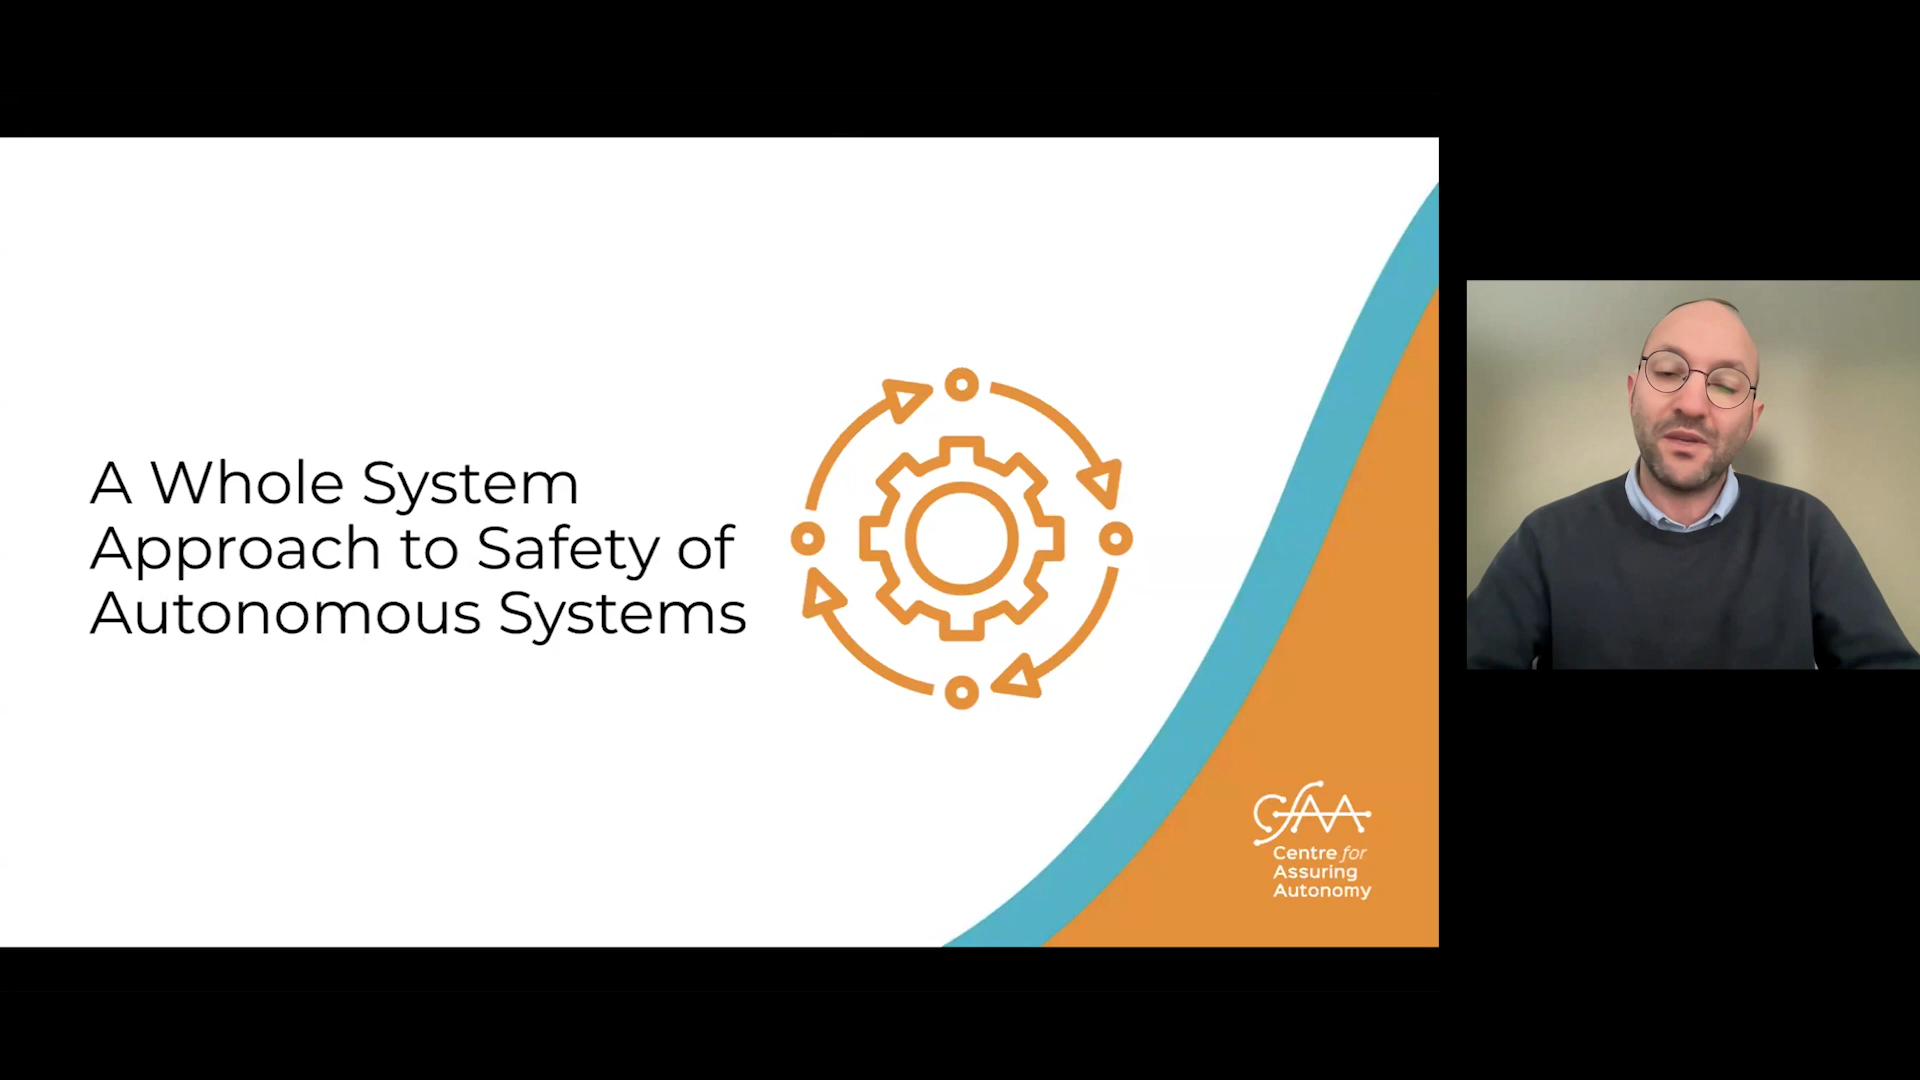 A Whole System
Approach to Safety of
Autonomous Systems
CfAA
Centre for
Assuring
Autonomy